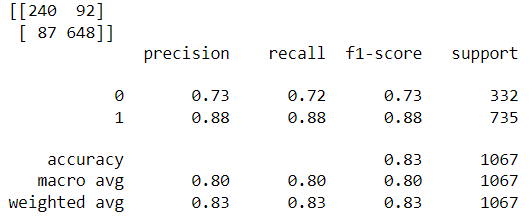 [[240  92]
 [ 87 648]]
              precision    recall  f1-score   support

           0       0.73      0.72      0.73       332
           1       0.88      0.88      0.88       735

    accuracy                           0.83      1067
   macro avg       0.80      0.80      0.80      1067
weighted avg       0.83      0.83      0.83      1067